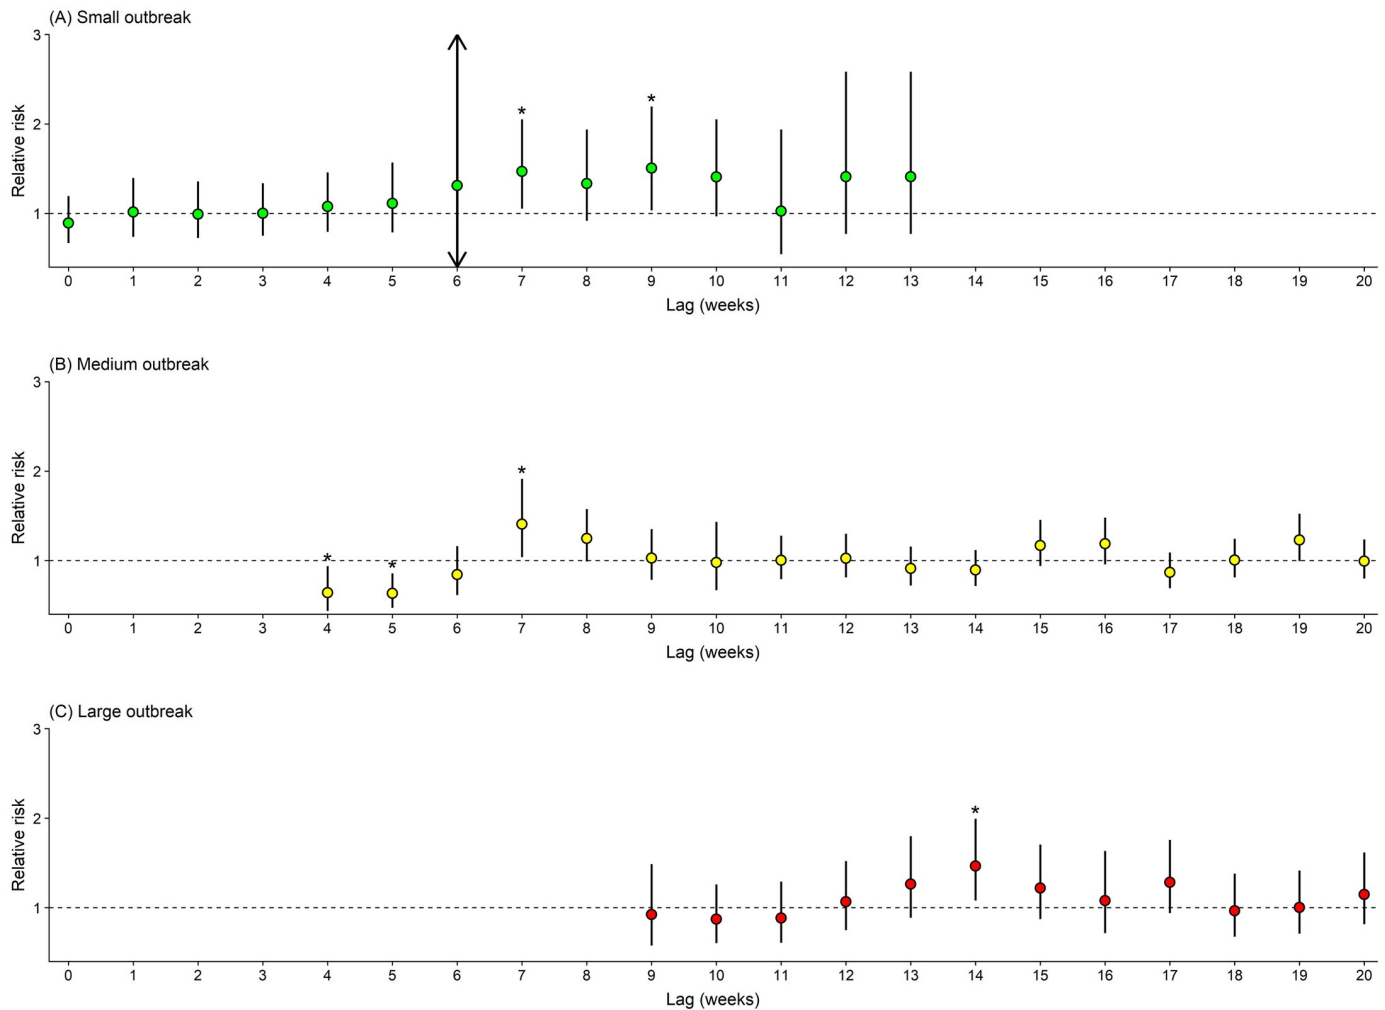 (A) Small outbreak
3
2
1
Relative risk
* *
0 1 2 3 4 5 6 7 8 9 10 11 12 13 14 15 16 17 18 19 20
Lag (weeks)
(B) Medium outbreak
3
2
1
Relative risk
* * *
0 1 2 3 4 5 6 7 8 9 10 11 12 13 14 15 16 17 18 19 20
Lag (weeks)
(C) Large outbreak
3
2
1
Relative risk
*
0 1 2 3 4 5 6 7 8 9 10 11 12 13 14 15 16 17 18 19 20
Lag (weeks)